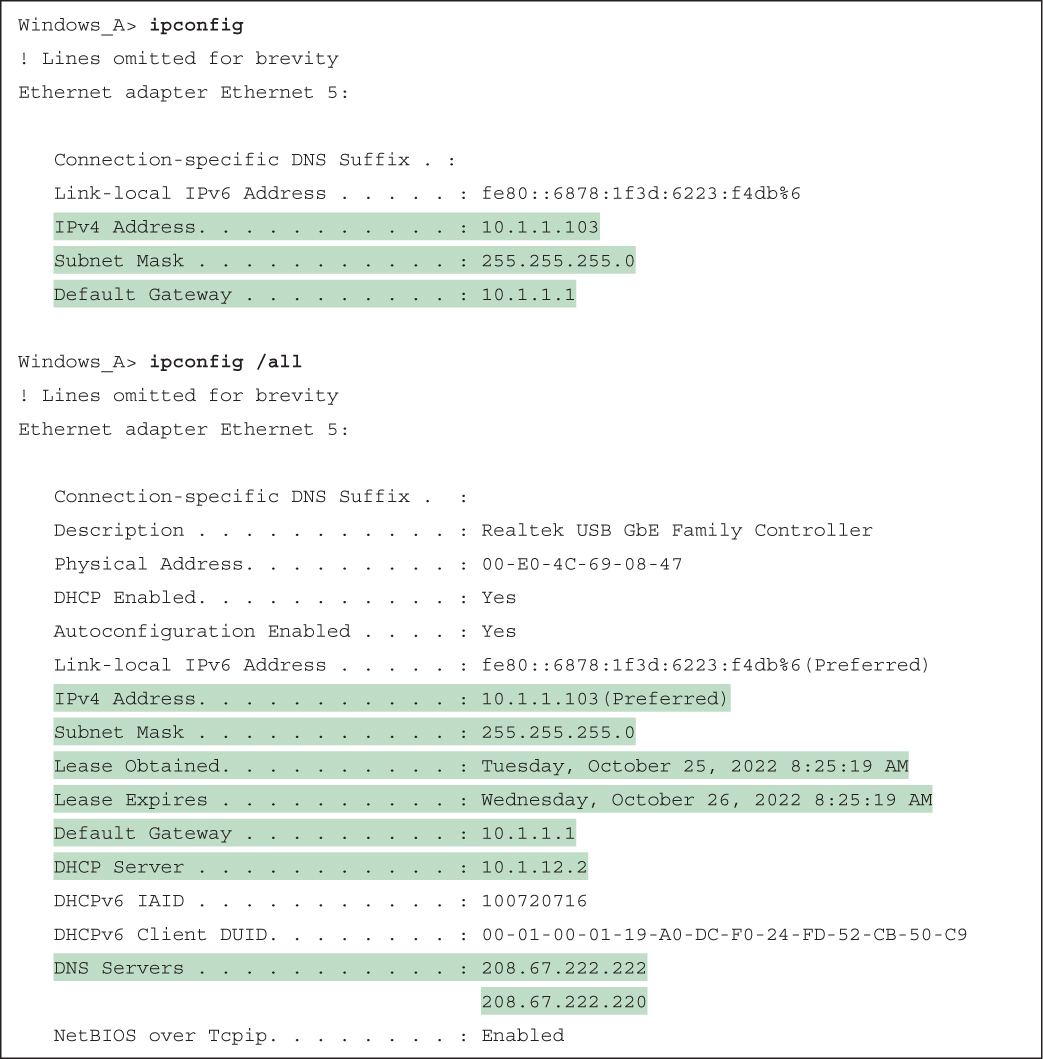 Windows_A> ipconfig
! Lines omitted for brevity
Ethernet adapter Ethernet 5:
Connection-specific DNS Suffix . :
Link-local IPv6 Address . . . . . : fe80::6878:1f3d:6223:f4db%6
IPv4 Address. . . . . . . . . . . : 10.1.1.103
Subnet Mask . . . . . . . . . . . : 255.255.255.0
Default Gateway . . . . . . . . . : 10.1.1.1
Windows_A> ipconfig /all
! Lines omitted for brevity
Ethernet adapter Ethernet 5:
Connection-specific DNS Suffix .  :
Description . . . . . . . . . . . : Realtek USB GbE Family Controller
Physical Address. . . . . . . . . : 00-E0-4C-69-08-47
DHCP Enabled. . . . . . . . . . . : Yes
Autoconfiguration Enabled . . . . : Yes
Link-local IPv6 Address . . . . . : fe80::6878:1f3d:6223:f4db%6(Preferred)
IPv4 Address. . . . . . . . . . . : 10.1.1.103(Preferred)
Subnet Mask . . . . . . . . . . . : 255.255.255.0
Lease Obtained. . . . . . . . . . : Tuesday, October 25, 2022 8:25:19 AM
Lease Expires . . . . . . . . . . : Wednesday, October 26, 2022 8:25:19 AM
Default Gateway . . . . . . . . . : 10.1.1.1
DHCP Server . . . . . . . . . . . : 10.1.12.2
DHCPv6 IAID . . . . . . . . . . . : 100720716
DHCPv6 Client DUID. . . . . . . . : 00-01-00-01-19-A0-DC-F0-24-FD-52-CB-50-C9
DNS Servers . . . . . . . . . . . : 208.67.222.222
208.67.222.220
NetBIOS over Tcpip. . . . . . . . : Enabled